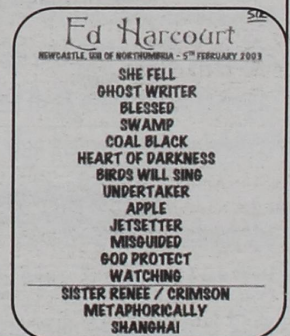 SIX
Ed Harcourt
NEWCASTLE, UNI OF NORTHUMBRIA - 5TH FEBRUARY 2003
SHE FELL
GHOST WRITER
BLESSED
SWAMP
COAL BLACK
HEART OF DARKNESS
BIRDS WILL SING
UNDERTAKER
APPLE
JETSETTER
MISGUIDED
GOD PROTECT
WATCHING
SISTER RENEE / CRIMSON
METAPHORICALLY
SHANGHAI